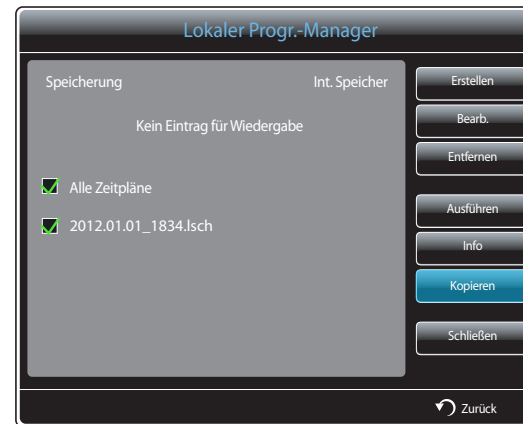 Lokaler Progr.-Manager
Speicherung Int. Speicher
Kein Eintrag für Wiedergabe
Alle Zeitpläne
2012.01.01_1834.lsch
Erstellen
Bearb.
Entfernen
Ausführen
Info
Kopieren
Schließen
Zurück